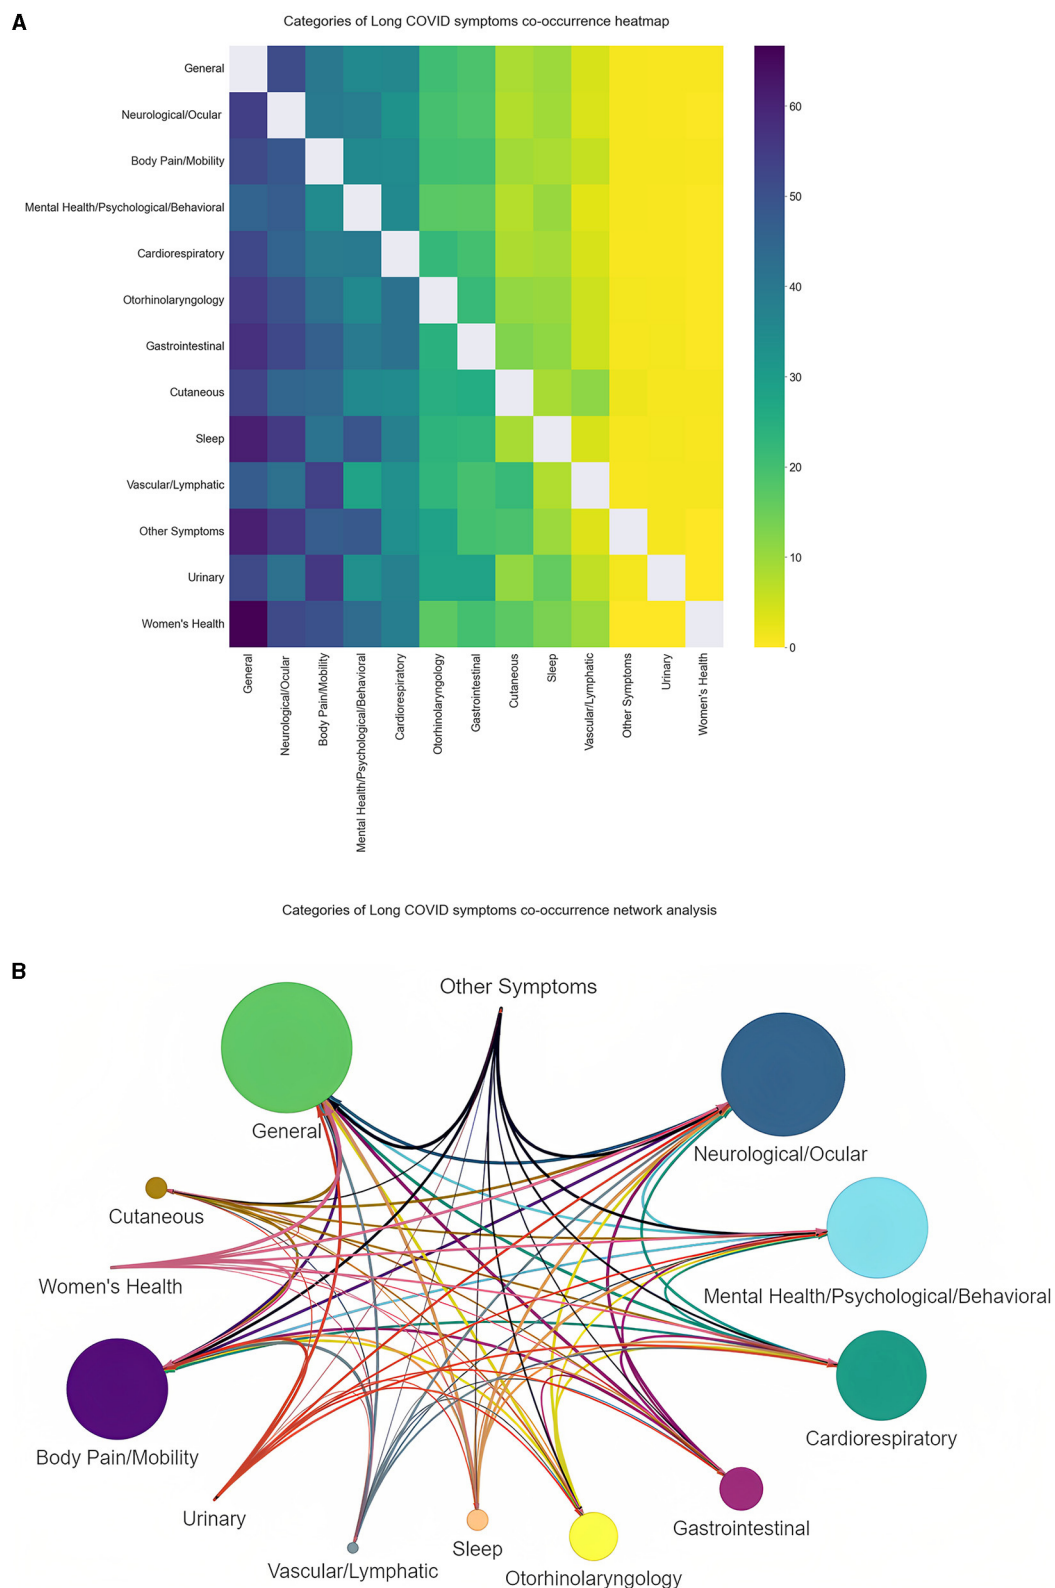 A
Categories of Long COVID symptoms co-occurrence heatmap
General
Neurological/Ocular
Body Pain/Mobility
Mental Health/Psychological/Behavioral
Cardiorespiratory
Otorhinolaryngology
Gastrointestinal
Cutaneous
Sleep
Vascular/Lymphatic
Other Symptoms
Urinary
Women's Health
60
50
40
30
20
10
0
General
Neurological/Ocular
Body Pain/Mobility
Mental Health/Psychological/Behavioral
Cardiorespiratory
Otorhinolaryngology
Gastrointestinal
Cutaneous
Sleep
Vascular/Lymphatic
Other Symptoms
Urinary
Women's Health
Categories of Long COVID symptoms co-occurrence network analysis
B
Other Symptoms
General
Neurological/Ocular
Cutaneous
Women's Health
Mental Health/Psychological/Behavioral
Cardiorespiratory
Body Pain/Mobility
Urinary
Gastrointestinal
Sleep
Vascular/Lymphatic
Otorhinolaryngology